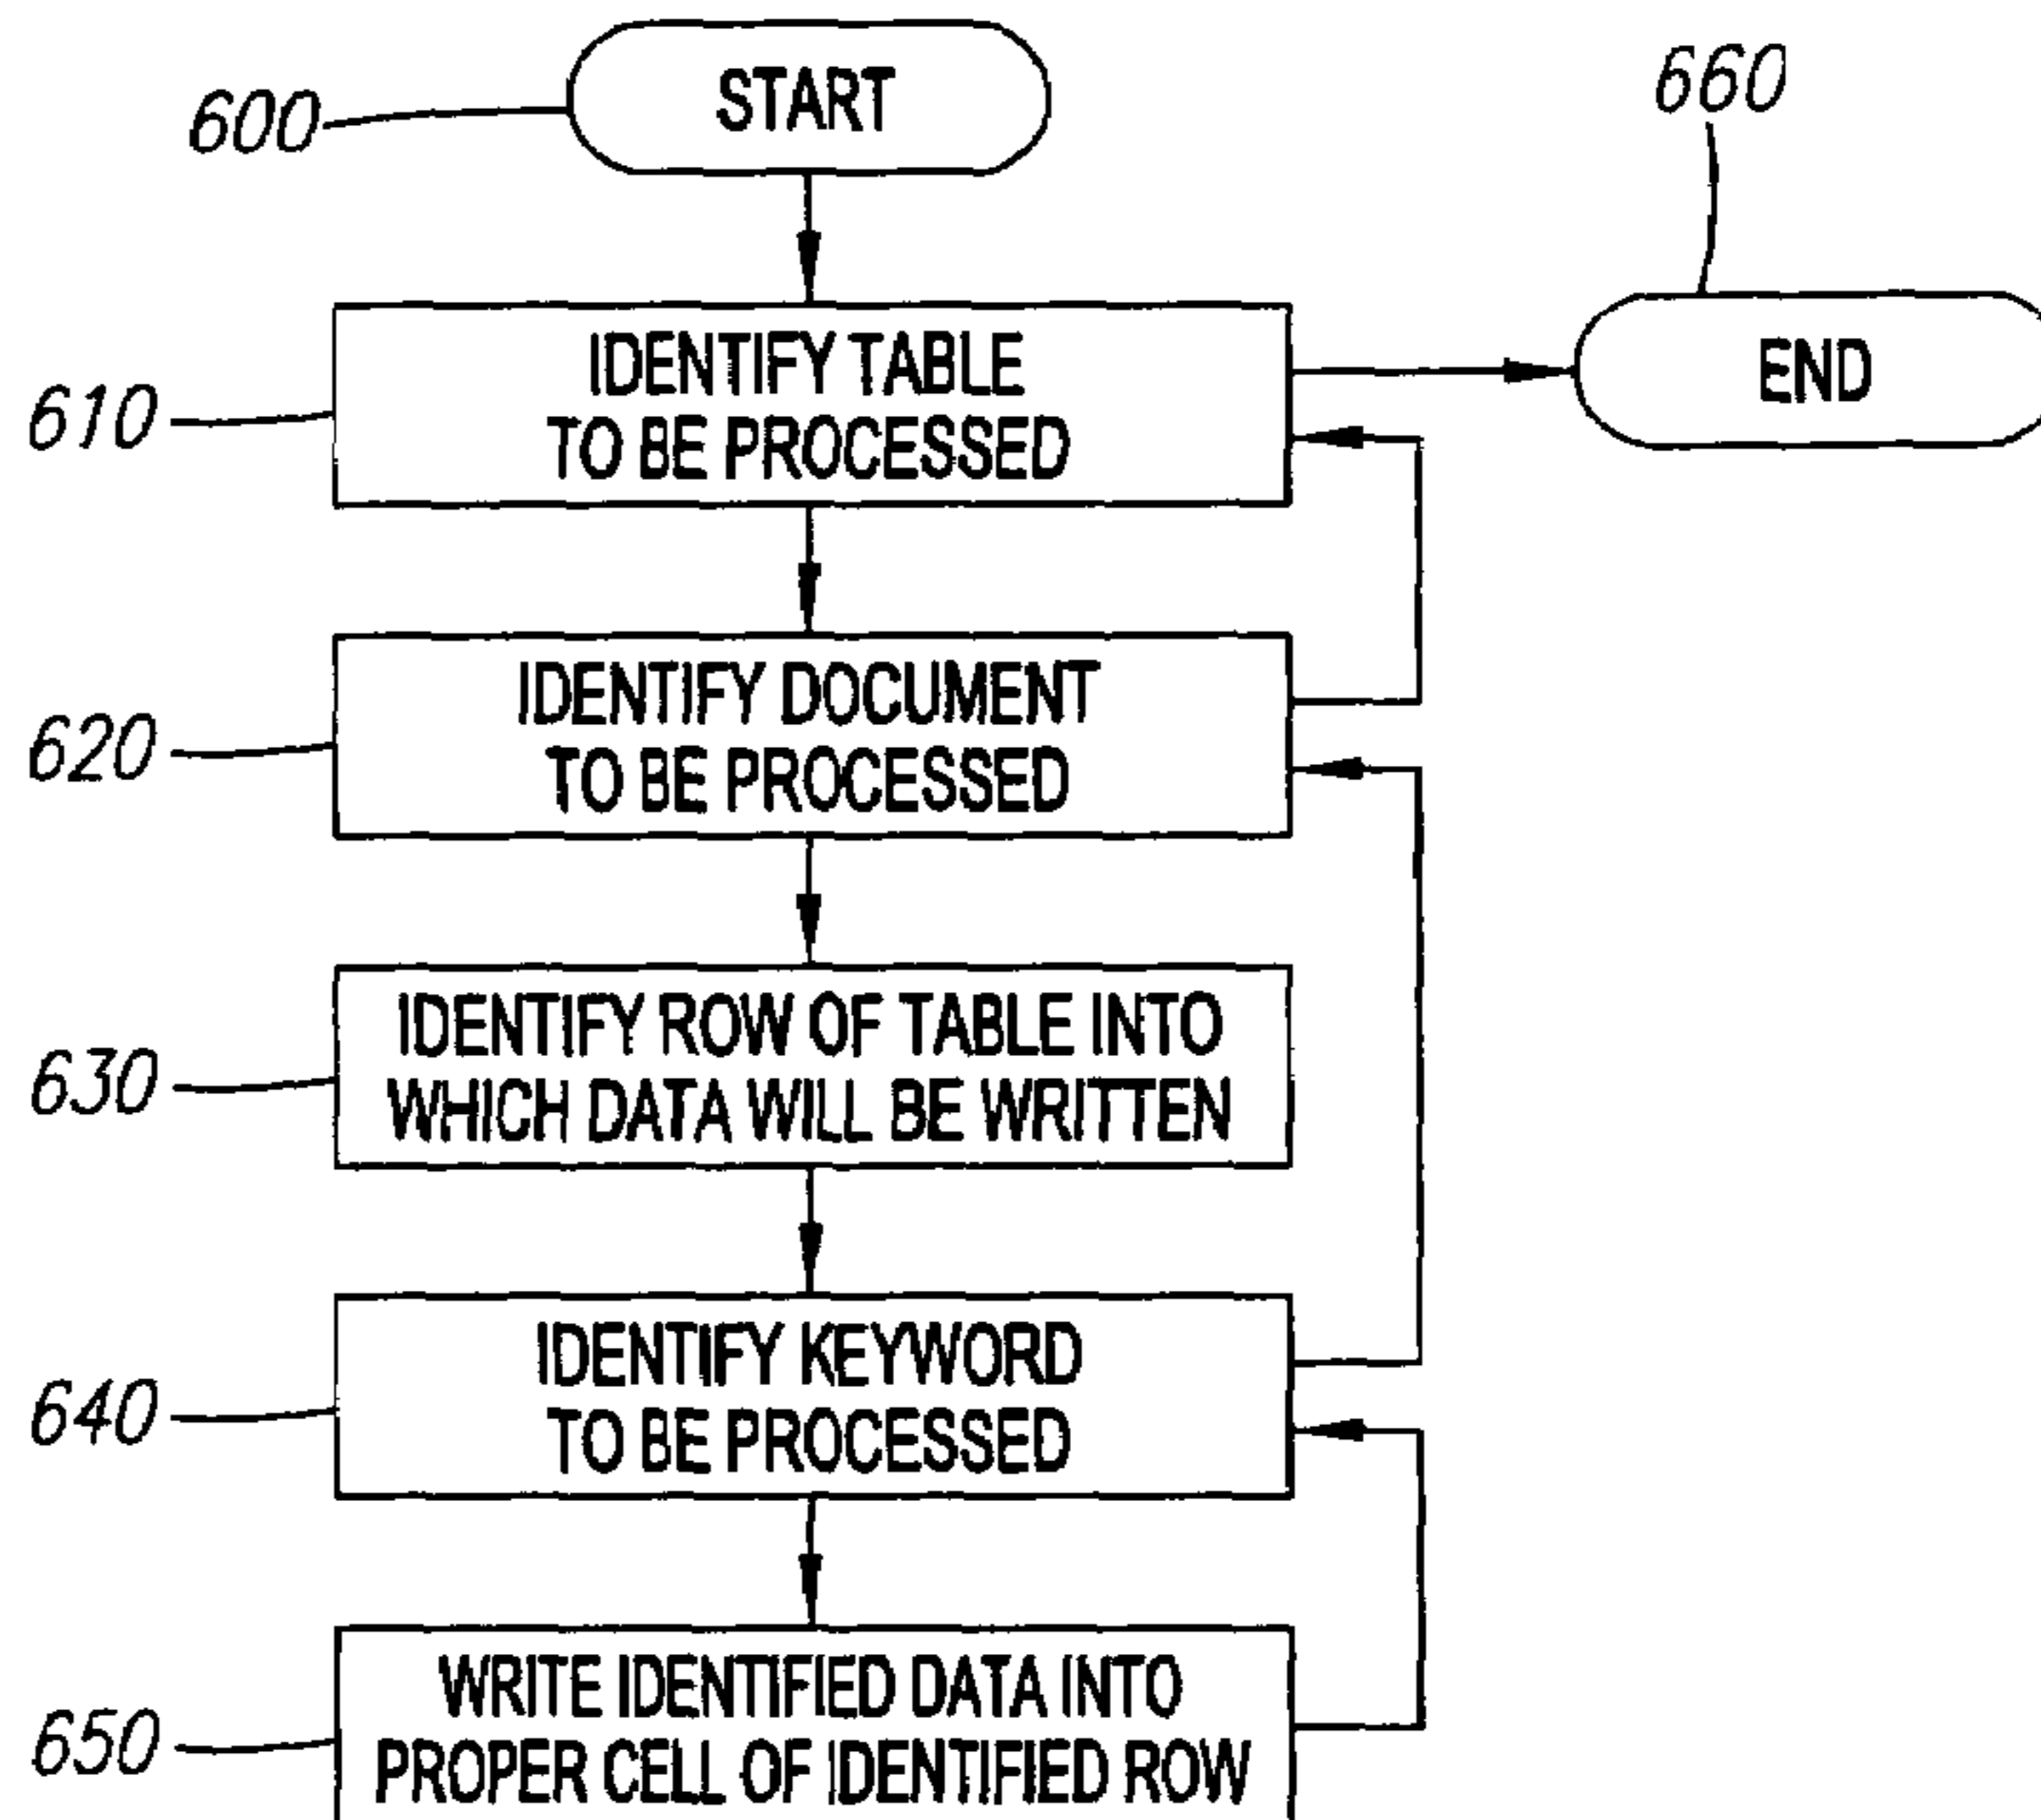 600
START
660
610
IDENTIFY TABLE
TO BE PROCESSED
END
620
IDENTIFY DOCUMENT
TO BE PROCESSED
630
IDENTIFY ROW OF TABLE INTO
WHICH DATA WILL BE WRITTEN
640
IDENTIFY KEYWORD
TO BE PROCESSED
650
WRITE IDENTIFIED DATA INTO
PROPER CELL OF IDENTIFIED ROW